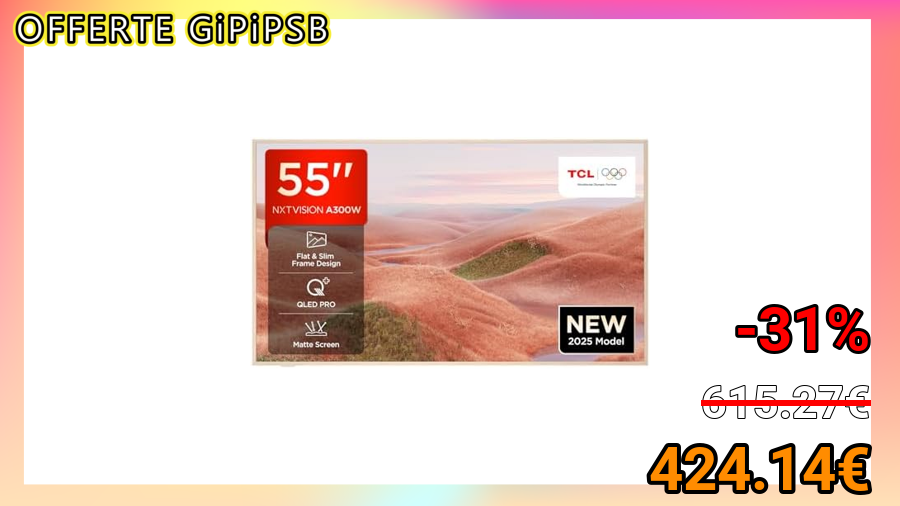 OFFERTE GiPiPSB
55''
NXTVISION A300W
TCL
Flat & Slim
Frame Design
QLED PRO
Matte Screen
NEW
2025 Model
-31%
615.27€
424.14€